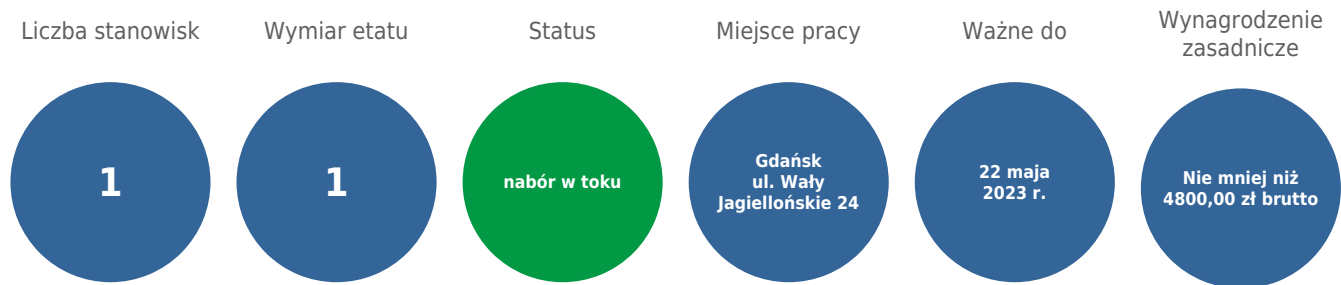 Liczba stanowisk
1
Wymiar etatu
1
Status
nabór w toku
Miejsce pracy
Gdańsk
ul. Wały
Jagiellońskie 24
Ważne do
22 maja
2023 r.
Wynagrodzenie
zasadnicze
Nie mniej niż
4800,00 zł brutto